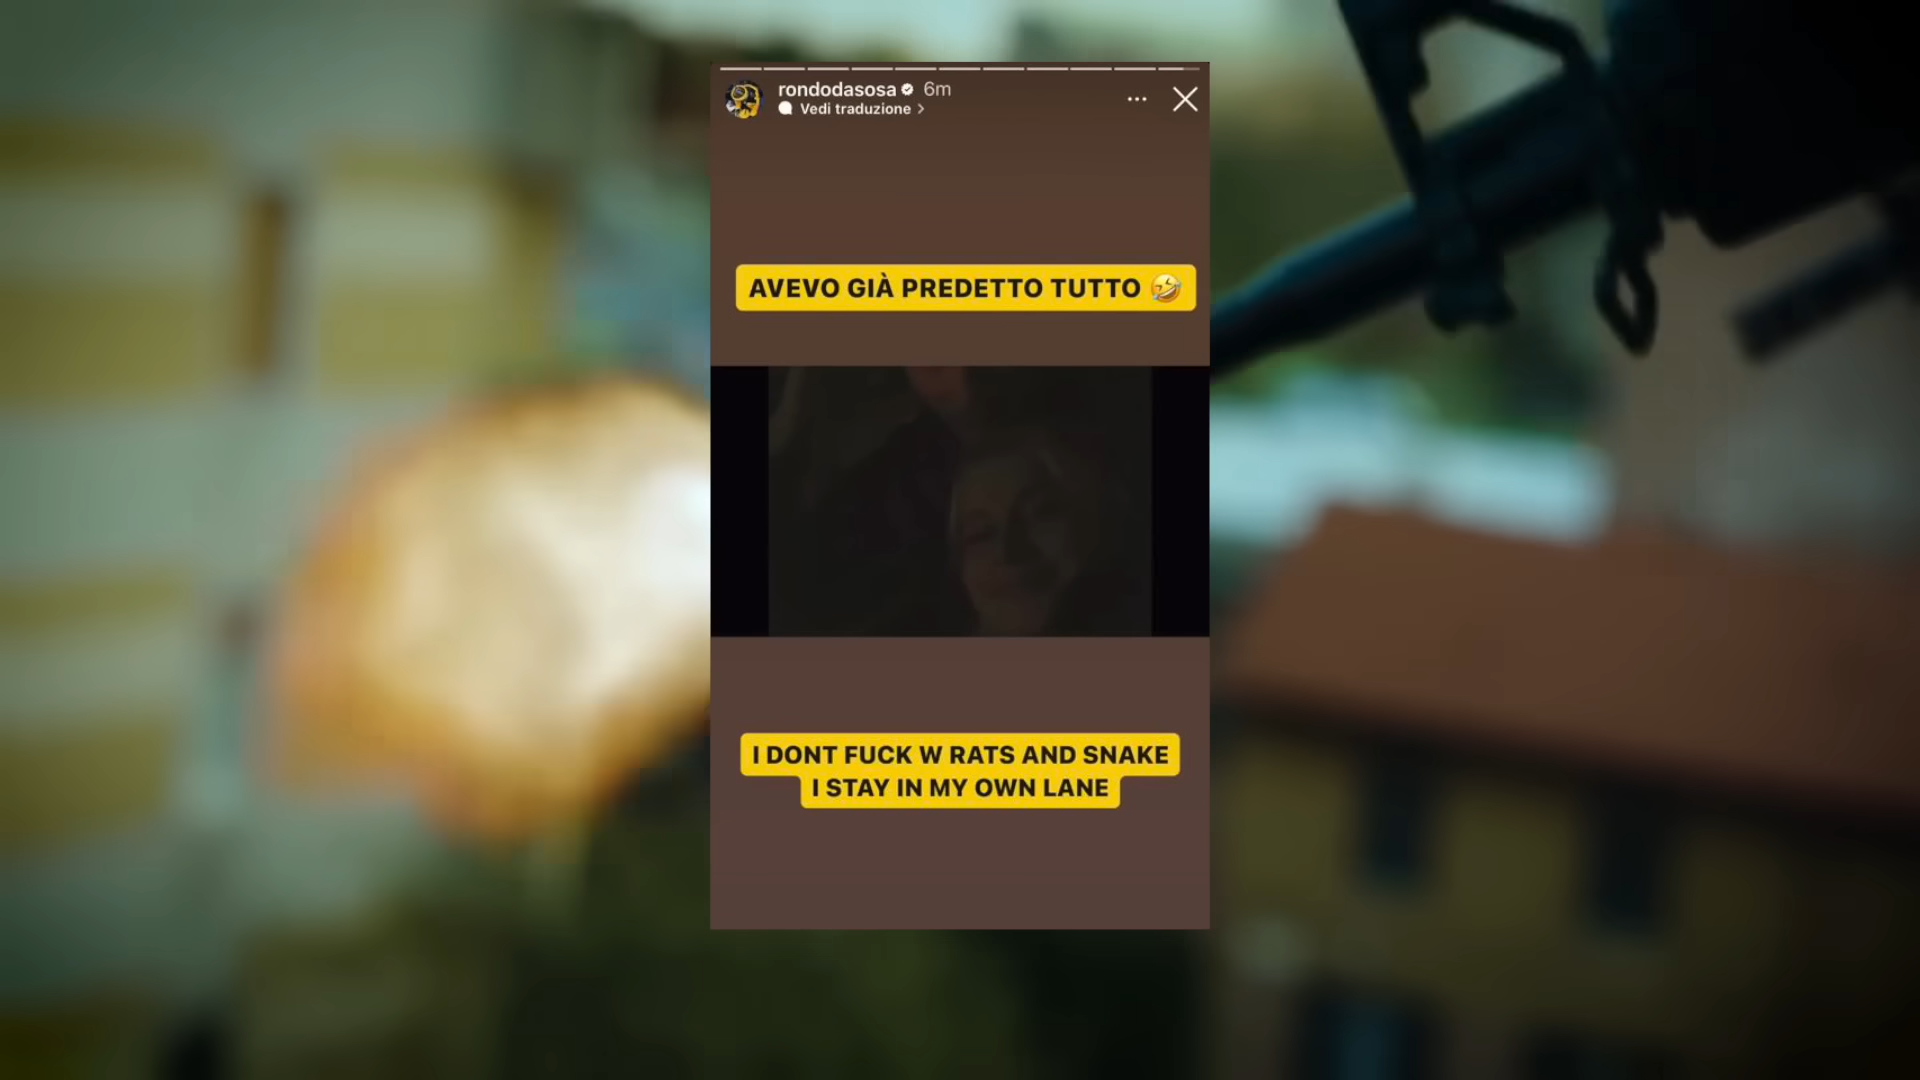 rondodasosa 6m
Vedi traduzione
AVEVO GIÀ PREDETTO TUTTO 🤣
I DONT FUCK W RATS AND SNAKE
I STAY IN MY OWN LANE